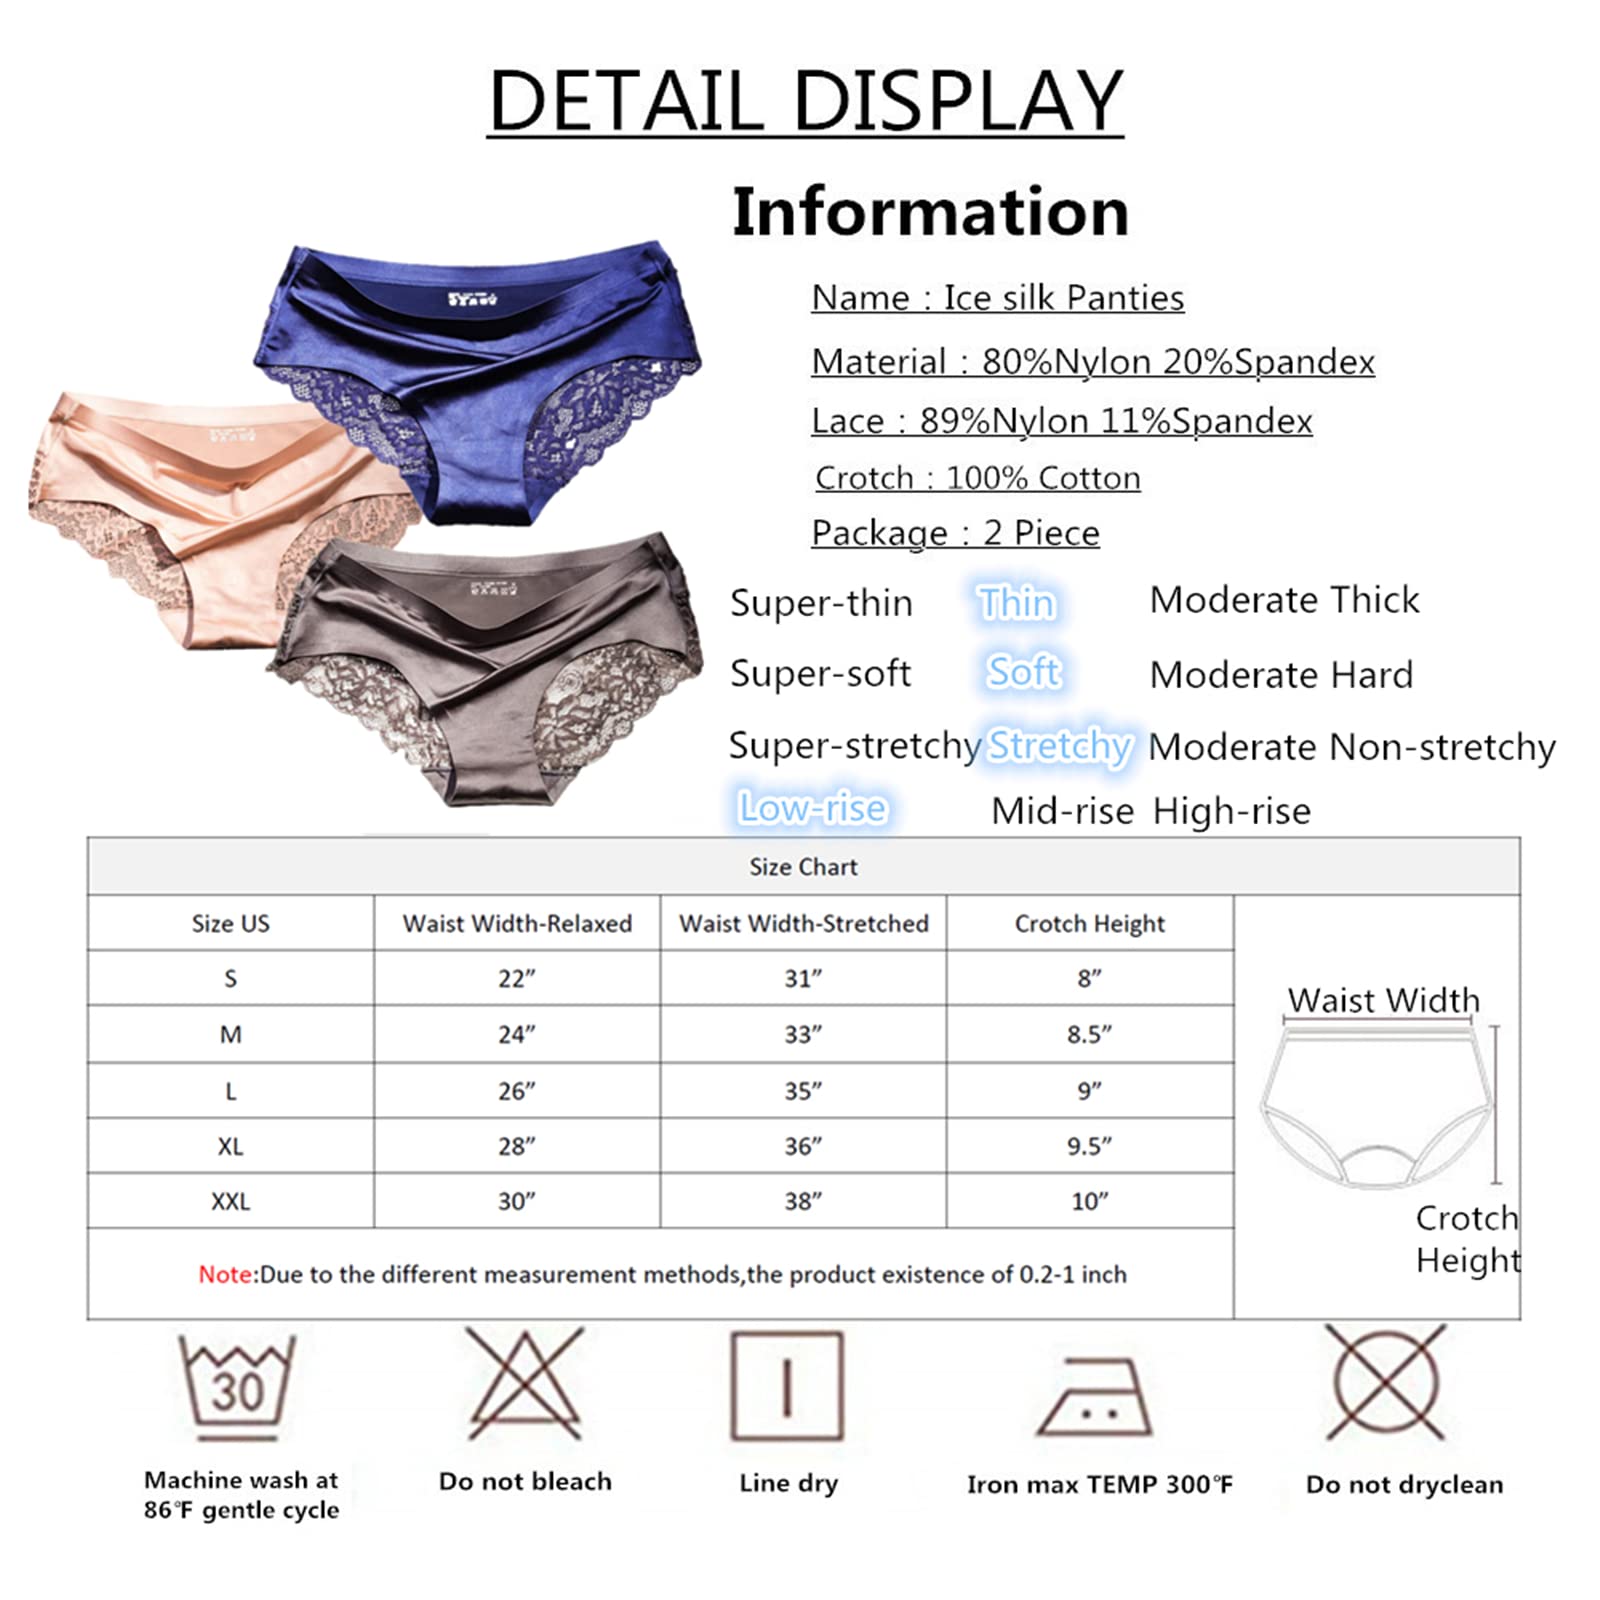 DETAIL DISPLAY
Information
Name : Ice silk Panties
Material : 80%Nylon 20%Spandex
Lace : 89%Nylon 11%Spandex
Crotch : 100% Cotton
Package : 2 Piece
Super-thin Thin Moderate Thick
Super-soft Soft Moderate Hard
Super-stretchy Stretchy Moderate Non-stretchy
Low-rise Mid-rise High-rise
Size Chart
Size US Waist Width-Relaxed Waist Width-Stretched Crotch Height
S 22” 31” 8”
M 24” 33” 8.5”
L 26” 35” 9”
XL 28” 36” 9.5”
XXL 30” 38” 10”
Note:Due to the different measurement methods,the product existence of 0.2-1 inch
Waist Width
Crotch
Height
30
Machine wash at
86°F gentle cycle
Do not bleach
Line dry
Iron max TEMP 300°F
Do not dryclean